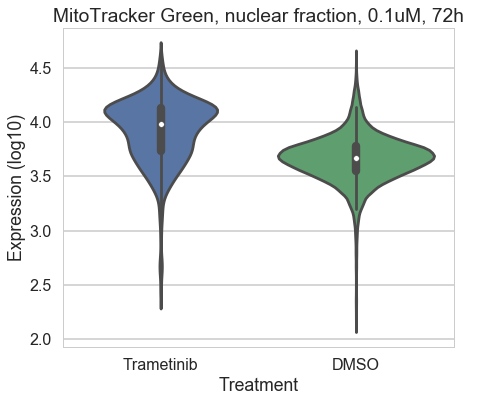 MitoTracker Green, nuclear fraction, 0.1uM, 72h
Expression (log10)
4.5
4.0
3.5
3.0
2.5
2.0
Trametinib DMSO
Treatment